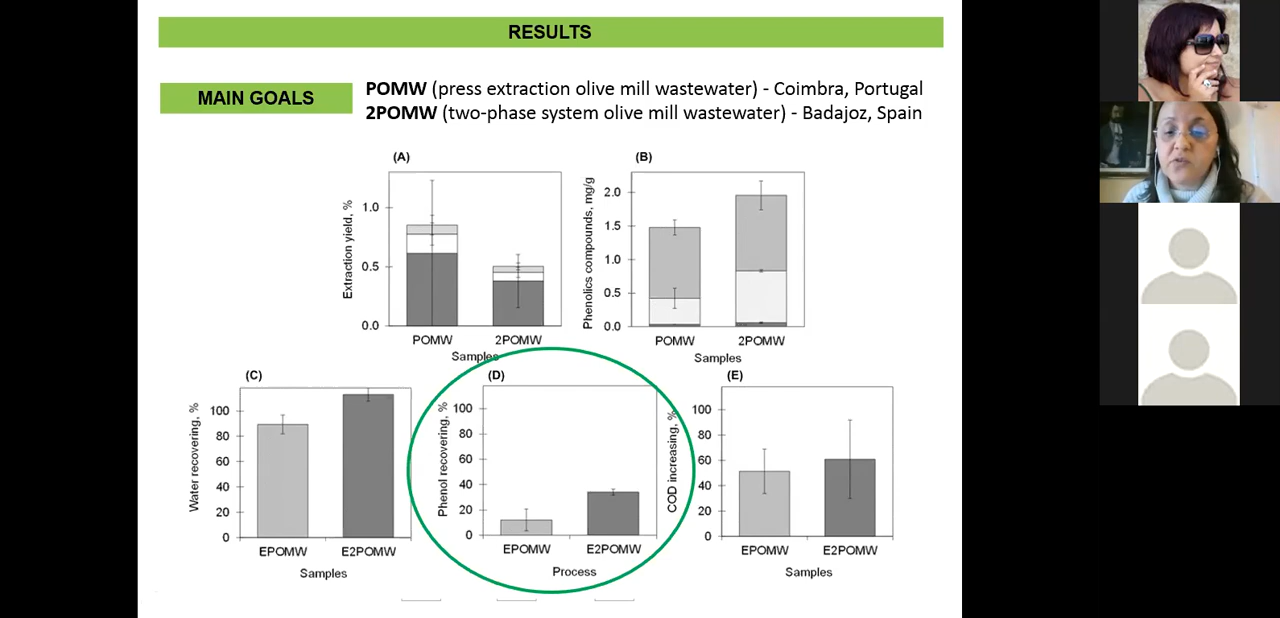 RESULTS
MAIN GOALS
POMW (press extraction olive mill wastewater) - Coimbra, Portugal
2POMW (two-phase system olive mill wastewater) - Badajoz, Spain
(A)
Extraction yield, %
1.0
0.5
0.0
POMW 2POMW
Samples
(B)
Phenolics compounds, mg/g
2.0
1.5
1.0
0.5
0.0
POMW 2POMW
Samples
(C)
Water recovering, %
100
80
60
40
20
0
EPOMW E2POMW
Samples
(D)
Phenol recovering, %
100
80
60
40
20
0
EPOMW E2POMW
Process
(E)
COD increasing, %
100
80
60
40
20
0
EPOMW E2POMW
Samples